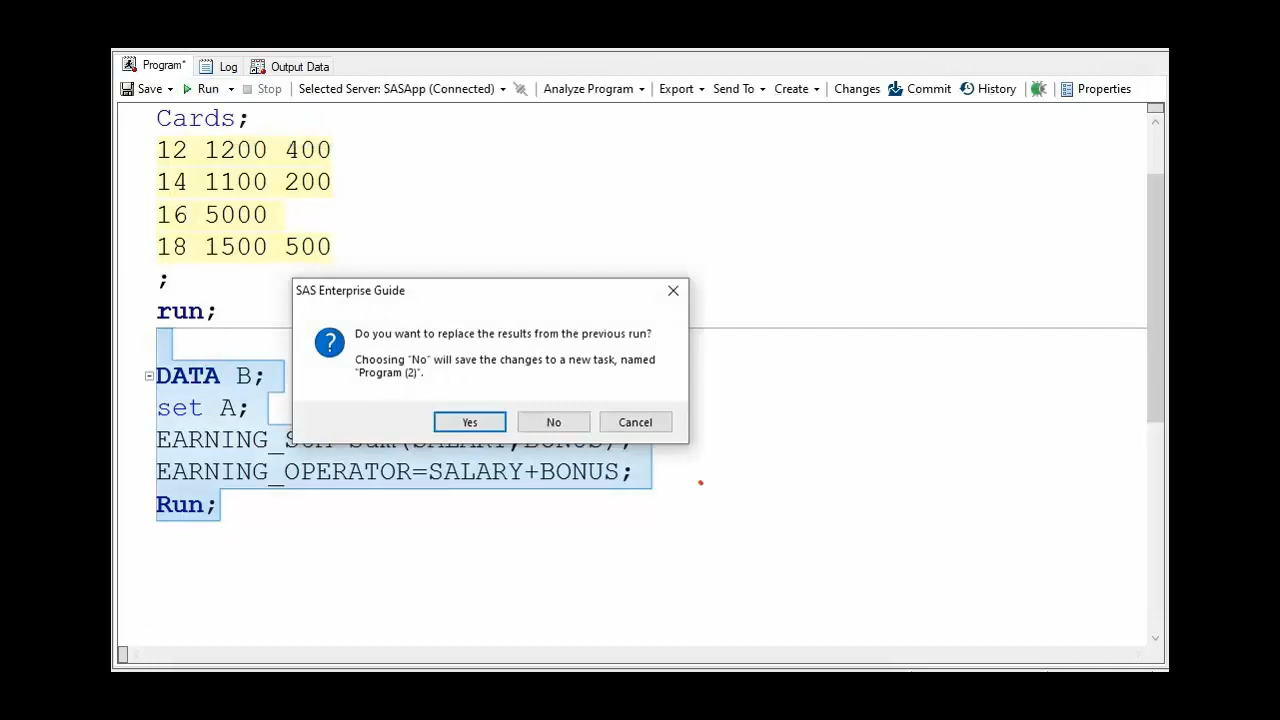 Program* Log Output Data
Save Run Stop Selected Server: SASApp (Connected) Analyze Program Export Send To Create Changes Commit History Properties
Cards;
12 1200 400
14 1100 200
16 5000
18 1500 500
;
run;
SAS Enterprise Guide
? Do you want to replace the results from the previous run?
Choosing "No" will save the changes to a new task, named
"Program (2)".
Yes No Cancel
DATA B;
set A;
EARNING_
EARNING_OPERATOR=SALARY+BONUS;
Run;